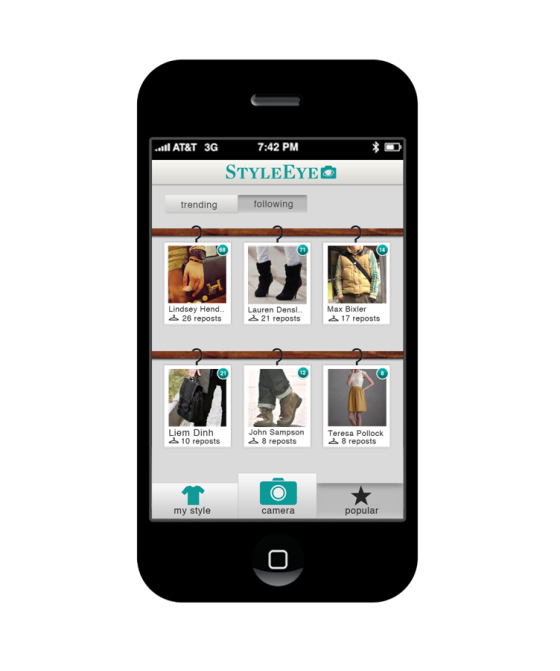 AT&T 3G 7:42 PM
STYLEEYE
trending following
68 71 14
Lindsey Hend.. Lauren Densl.. Max Bixler
26 reposts 21 reposts 17 reposts
21 12 8
Liem Dinh John Sampson Teresa Pollock
10 reposts 8 reposts 8 reposts
my style camera popular